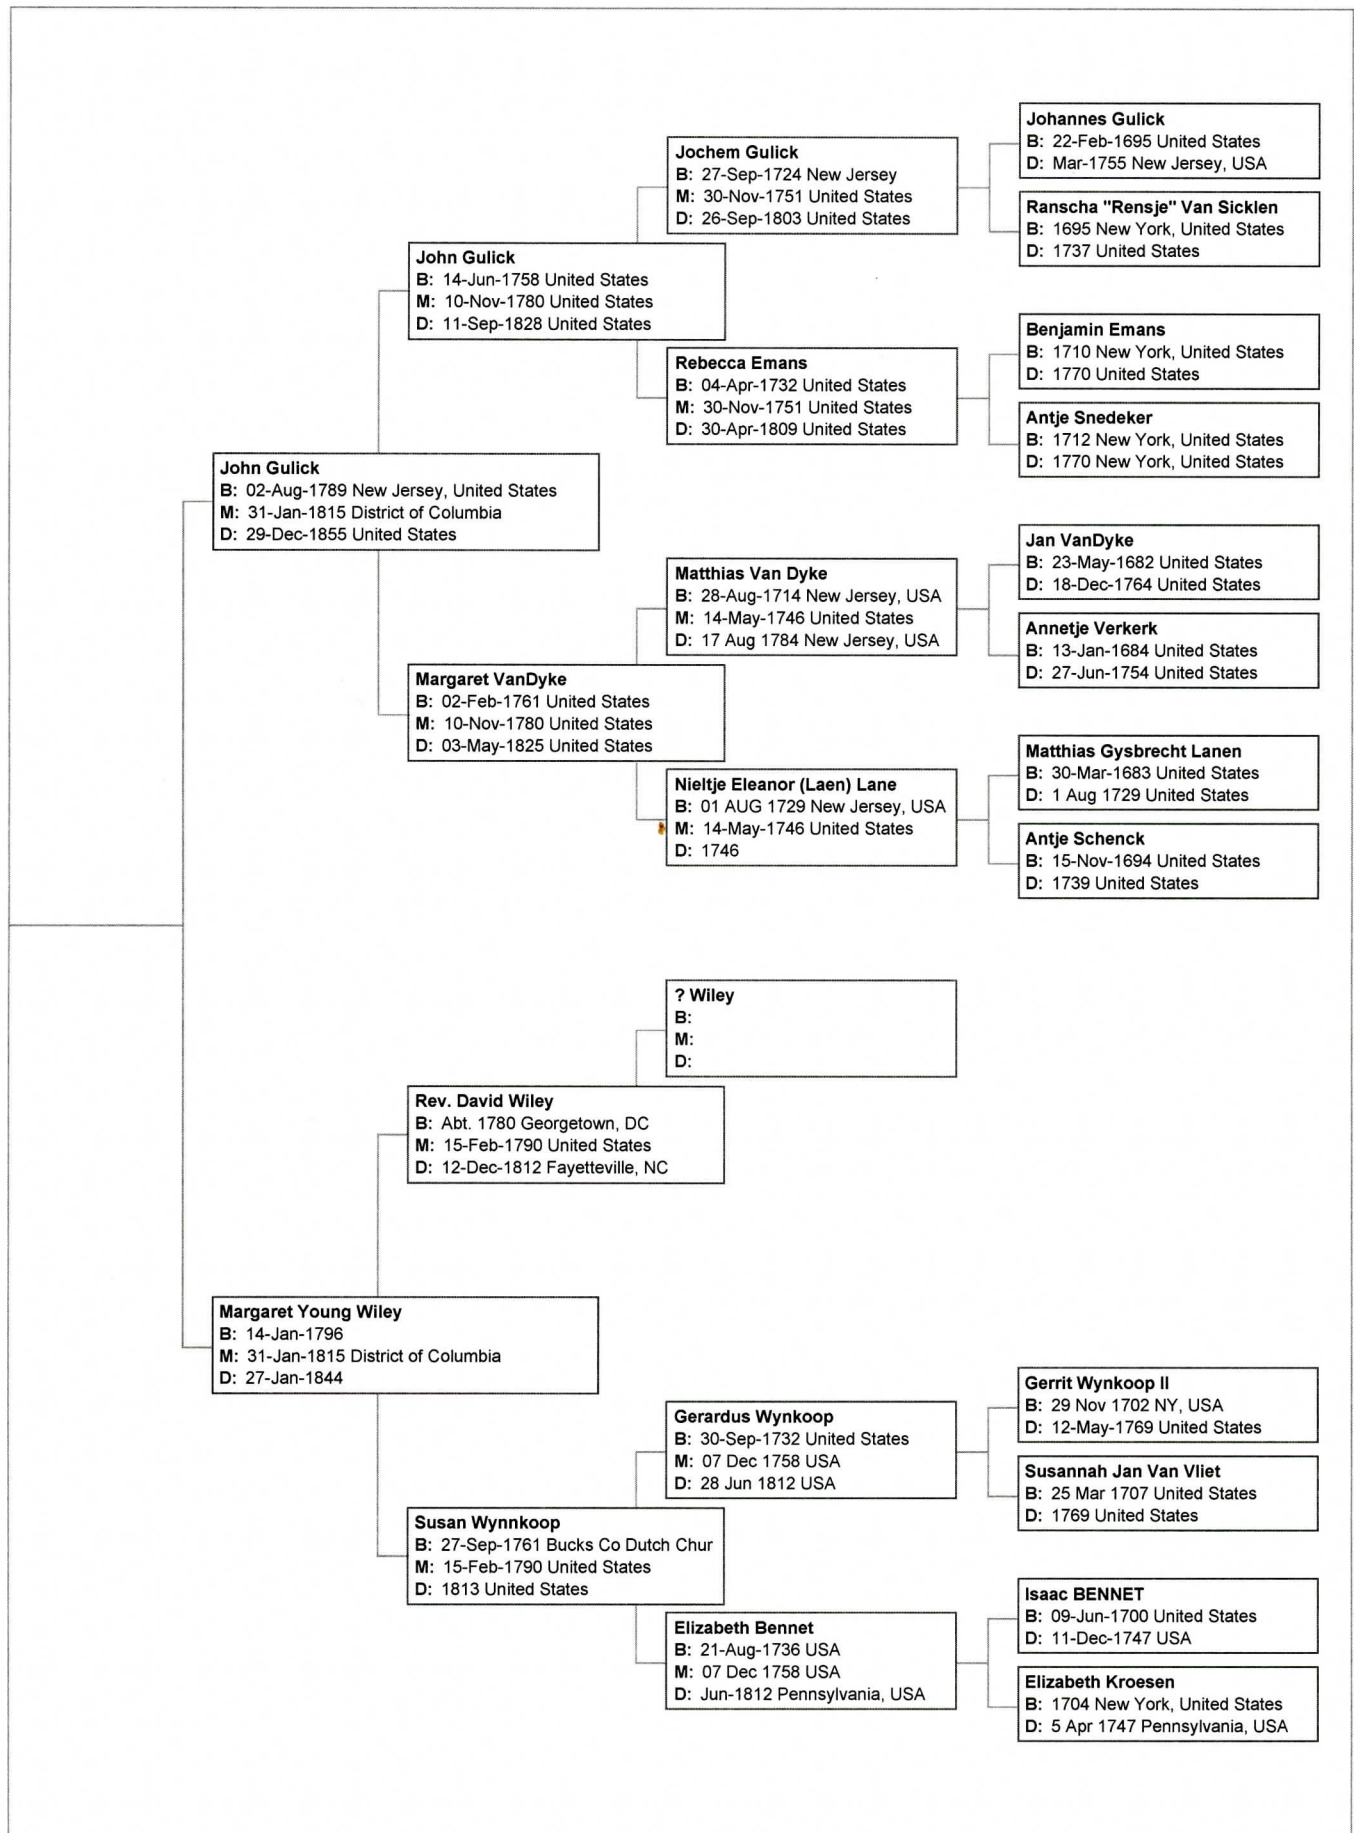 Johannes Gulick
B: 22-Feb-1695 United States
D: Mar-1755 New Jersey, USA
Jochem Gulick
B: 27-Sep-1724 New Jersey
M: 30-Nov-1751 United States
D: 26-Sep-1803 United States
Ranscha "Rensje" Van Sicklen
B: 1695 New York, United States
D: 1737 United States
John Gulick
B: 14-Jun-1758 United States
M: 10-Nov-1780 United States
D: 11-Sep-1828 United States
Benjamin Emans
B: 1710 New York, United States
D: 1770 United States
Rebecca Emans
B: 04-Apr-1732 United States
M: 30-Nov-1751 United States
D: 30-Apr-1809 United States
Antje Snedeker
B: 1712 New York, United States
D: 1770 New York, United States
John Gulick
B: 02-Aug-1789 New Jersey, United States
M: 31-Jan-1815 District of Columbia
D: 29-Dec-1855 United States
Jan VanDyke
B: 23-May-1682 United States
D: 18-Dec-1764 United States
Matthias Van Dyke
B: 28-Aug-1714 New Jersey, USA
M: 14-May-1746 United States
D: 17 Aug 1784 New Jersey, USA
Annetje Verkerk
B: 13-Jan-1684 United States
D: 27-Jun-1754 United States
Margaret VanDyke
B: 02-Feb-1761 United States
M: 10-Nov-1780 United States
D: 03-May-1825 United States
Matthias Gysbrecht Lanen
B: 30-Mar-1683 United States
D: 1 Aug 1729 United States
Nieltje Eleanor (Laen) Lane
B: 01 AUG 1729 New Jersey, USA
M: 14-May-1746 United States
D: 1746
Antje Schenck
B: 15-Nov-1694 United States
D: 1739 United States
? Wiley
B:
M:
D:
Rev. David Wiley
B: Abt. 1780 Georgetown, DC
M: 15-Feb-1790 United States
D: 12-Dec-1812 Fayetteville, NC
Margaret Young Wiley
B: 14-Jan-1796
M: 31-Jan-1815 District of Columbia
D: 27-Jan-1844
Gerrit Wynkoop II
B: 29 Nov 1702 NY, USA
D: 12-May-1769 United States
Gerardus Wynkoop
B: 30-Sep-1732 United States
M: 07 Dec 1758 USA
D: 28 Jun 1812 USA
Susannah Jan Van Vliet
B: 25 Mar 1707 United States
D: 1769 United States
Susan Wynnkoop
B: 27-Sep-1761 Bucks Co Dutch Chur
M: 15-Feb-1790 United States
D: 1813 United States
Isaac BENNET
B: 09-Jun-1700 United States
D: 11-Dec-1747 USA
Elizabeth Bennet
B: 21-Aug-1736 USA
M: 07 Dec 1758 USA
D: Jun-1812 Pennsylvania, USA
Elizabeth Kroesen
B: 1704 New York, United States
D: 5 Apr 1747 Pennsylvania, USA